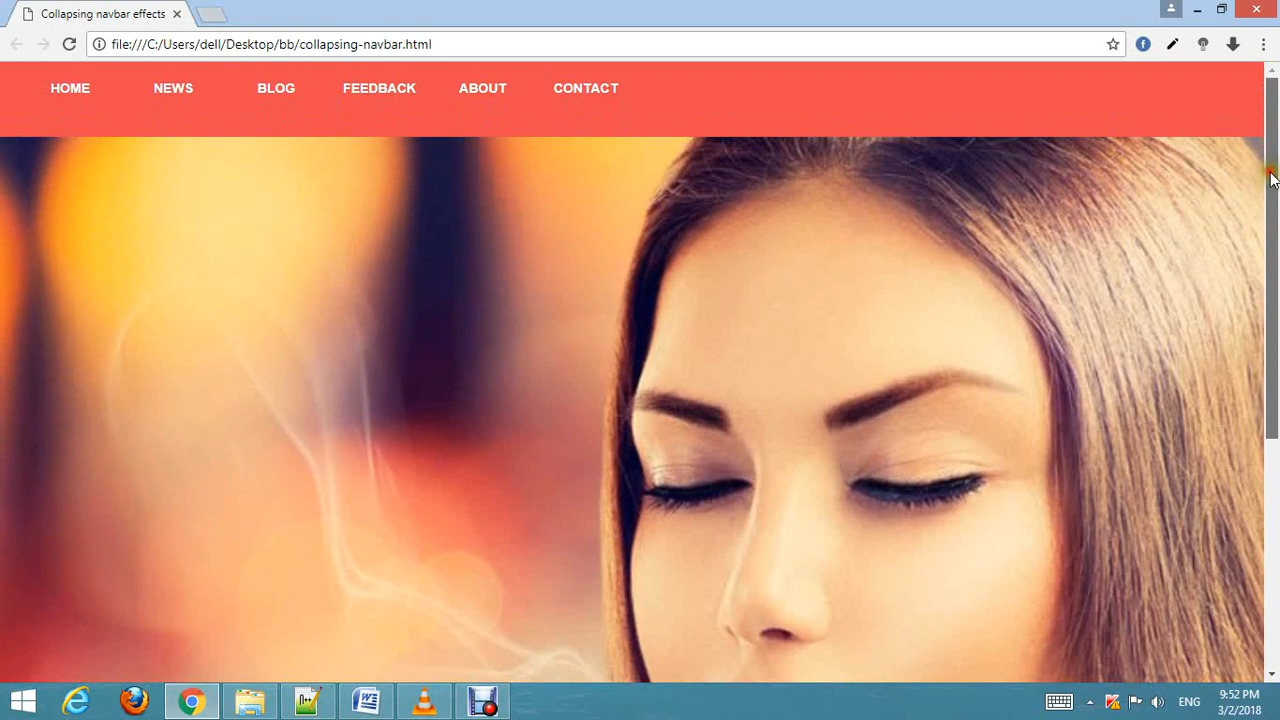 Collapsing navbar effects
file:///C:/Users/dell/Desktop/bb/collapsing-navbar.html
HOME NEWS BLOG FEEDBACK ABOUT CONTACT
ENG
9:52 PM
3/2/2018